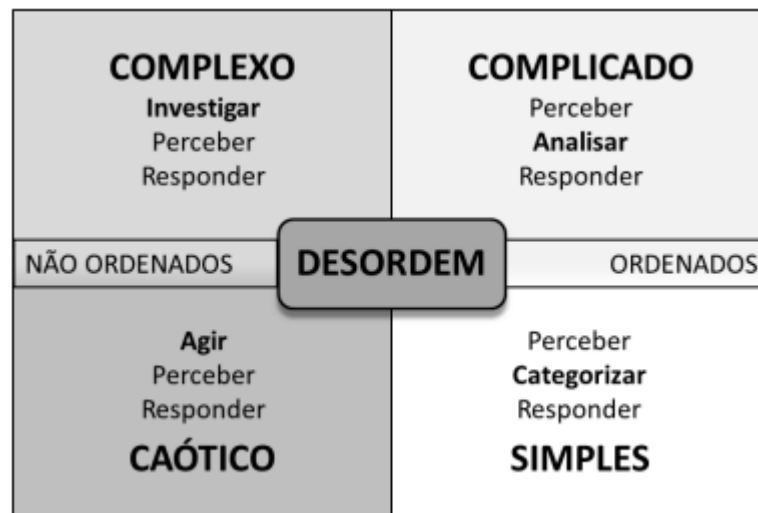 COMPLEXO
Investigar
Perceber
Responder
COMPLICADO
Perceber
Analisar
Responder
NÃO ORDENADOS
DESORDEM
ORDENADOS
Agir
Perceber
Responder
CAÓTICO
Perceber
Categorizar
Responder
SIMPLES